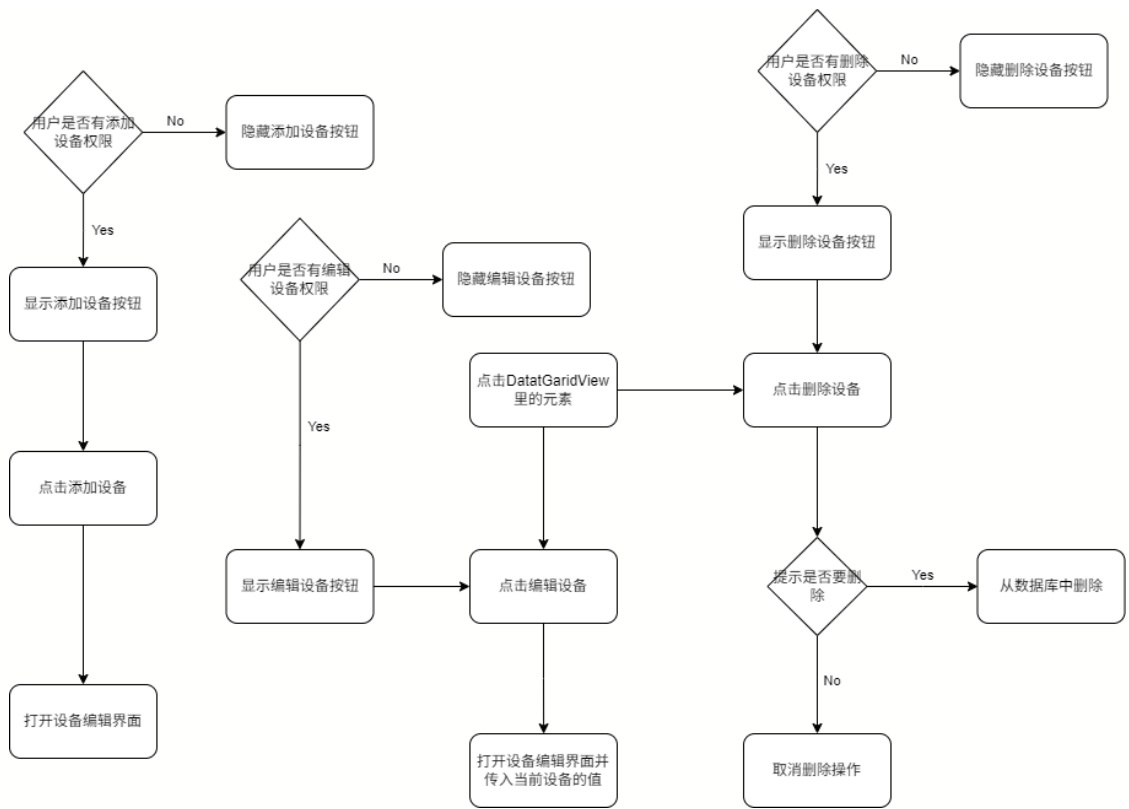 用户是否有删除
设备权限
No
隐藏删除设备按钮
用户是否有添加
设备权限
No
隐藏添加设备按钮
Yes
显示删除设备按钮
Yes
用户是否有编辑
设备权限
No
隐藏编辑设备按钮
显示添加设备按钮
点击DatatGaridView
里的元素
点击删除设备
Yes
点击添加设备
显示编辑设备按钮
点击编辑设备
提示是否要删
除
Yes
从数据库中删除
No
打开设备编辑界面
打开设备编辑界面并
传入当前设备的值
取消删除操作